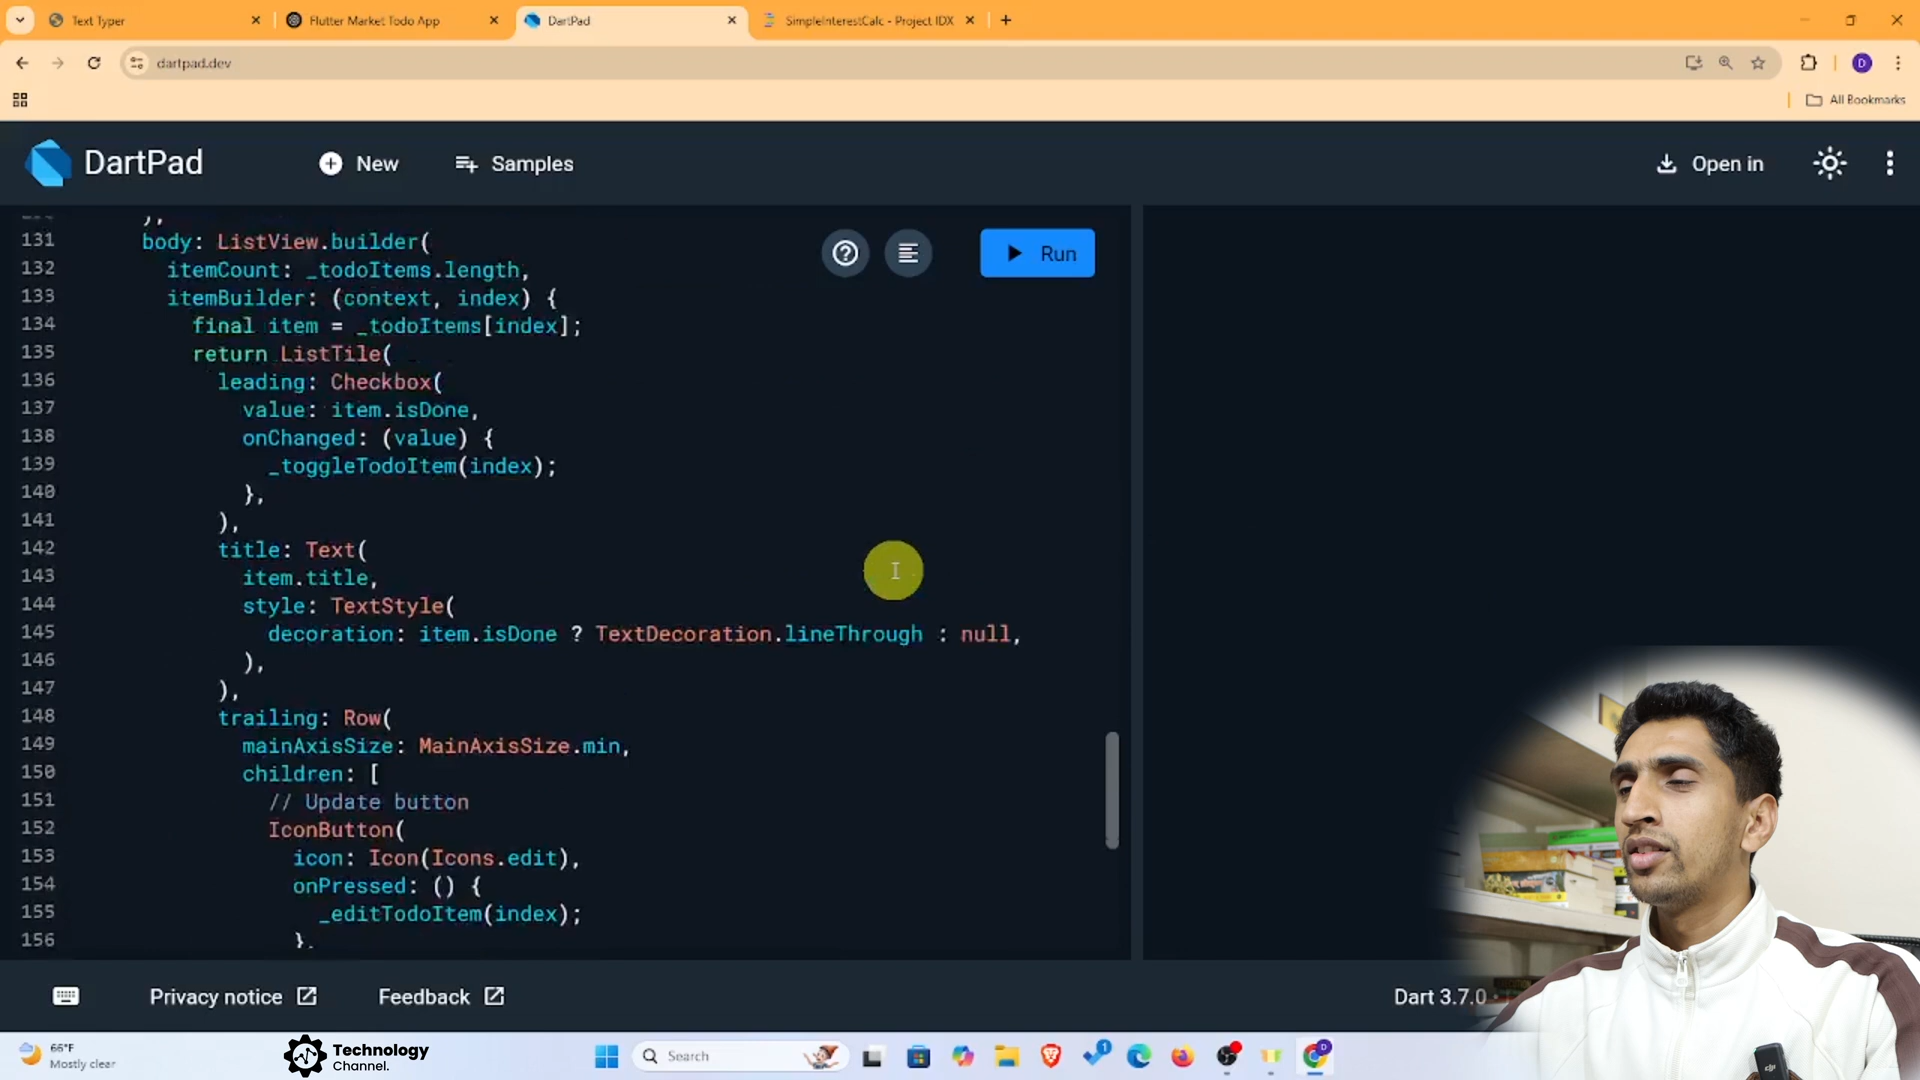 Text Typer
Flutter Market Todo App
DartPad
SimpleInterestCalc - Project IDX
dartpad.dev
D
All Bookmarks
DartPad
New
Samples
Open in
Run
131 body: ListView.builder(
132 itemCount: _todoItems.length,
133 itemBuilder: (context, index) {
134 final item = _todoItems[index];
135 return ListTile(
136 leading: Checkbox(
137 value: item.isDone,
138 onChanged: (value) {
139 _toggleTodoItem(index);
140 },
141 ),
142 title: Text(
143 item.title,
144 style: TextStyle(
145 decoration: item.isDone ? TextDecoration.lineThrough : null,
146 ),
147 ),
148 trailing: Row(
149 mainAxisSize: MainAxisSize.min,
150 children: [
151 // Update button
152 IconButton(
153 icon: Icon(Icons.edit),
154 onPressed: () {
155 _editTodoItem(index);
156 },
Privacy notice
Feedback
Dart 3.7.0
66°F
Mostly clear
Technology
Channel.
Search
1
D
dji